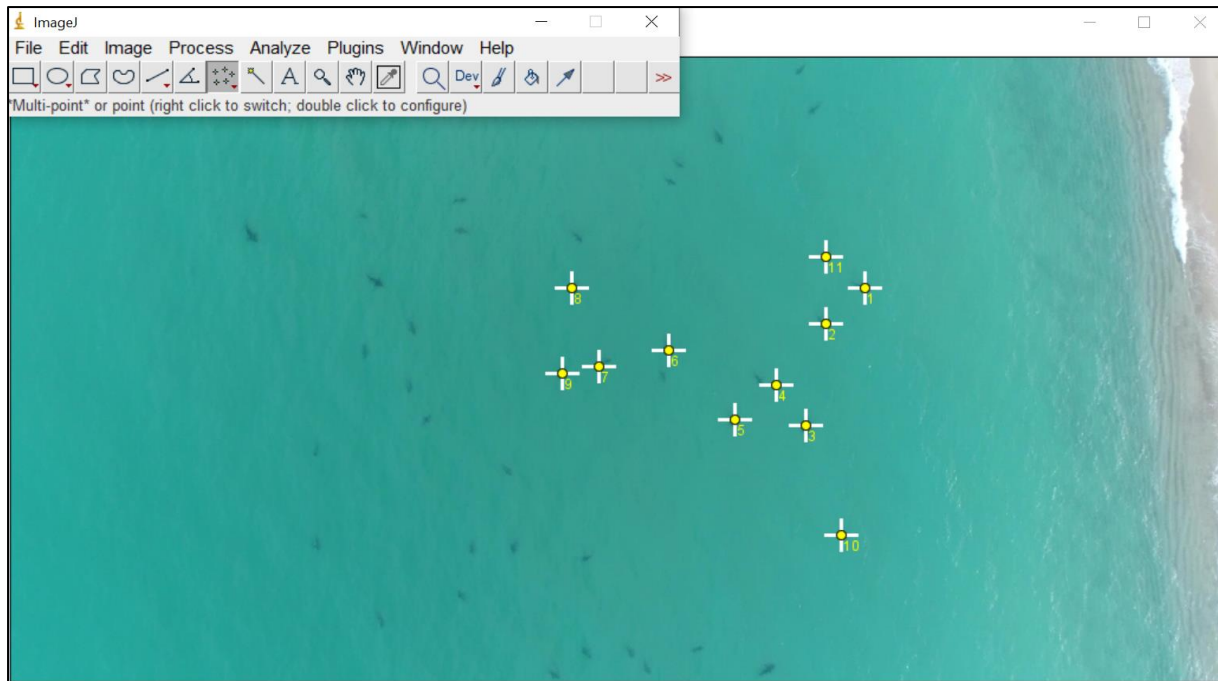 ImageJ
File Edit Image Process Analyze Plugins Window Help
A Dev >>
*Multi-point* or point (right click to switch; double click to configure)
11
1
8
2
6
7
9
4
5
3
10